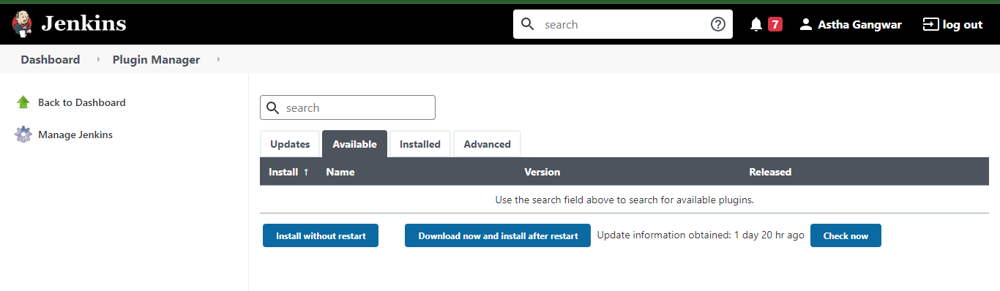 Jenkins search ? 7 Astha Gangwar log out
Dashboard Plugin Manager
Back to Dashboard
Manage Jenkins
search
Updates Available Installed Advanced
Install ↑ Name Version Released
Use the search field above to search for available plugins.
Install without restart Download now and install after restart Update information obtained: 1 day 20 hr ago Check now